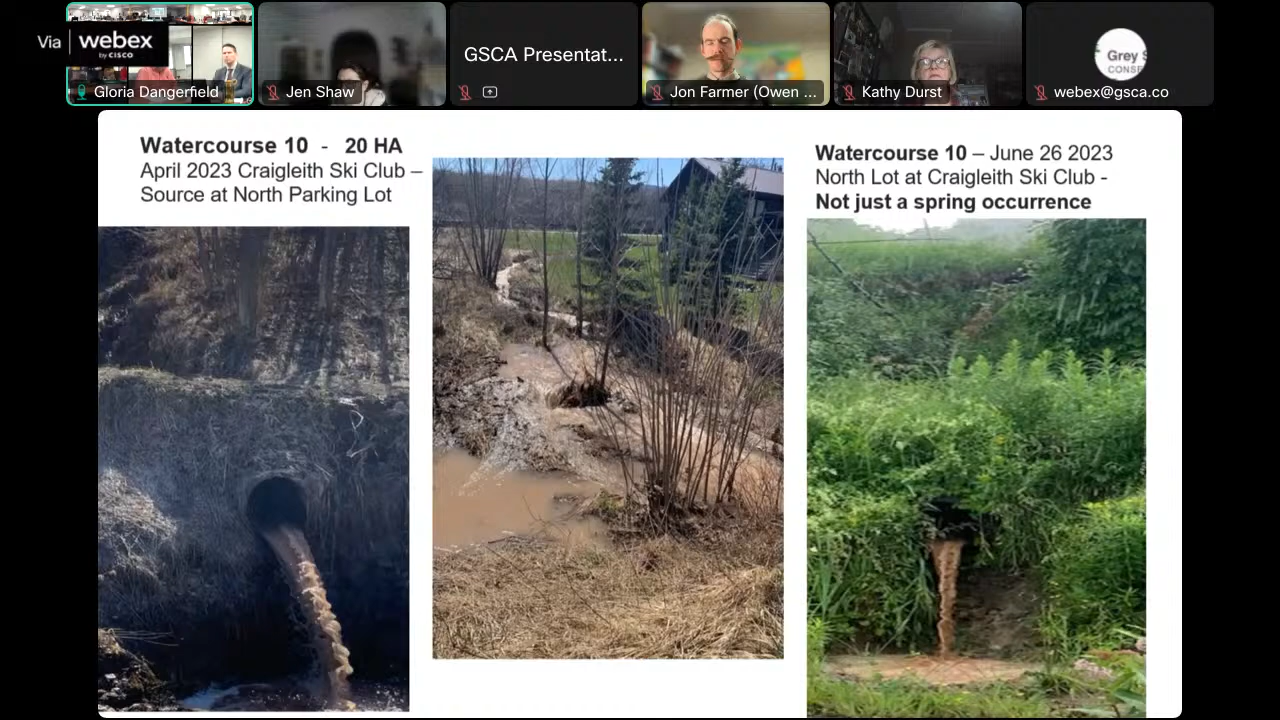 Via webex
by CISCO
Gloria Dangerfield
Jen Shaw
GSCA Presentat...
Jon Farmer (Owen ...
Kathy Durst
Grey S
CONSE
webex@gsca.co
Watercourse 10 - 20 HA
April 2023 Craigleith Ski Club –
Source at North Parking Lot
Watercourse 10 – June 26 2023
North Lot at Craigleith Ski Club -
Not just a spring occurrence